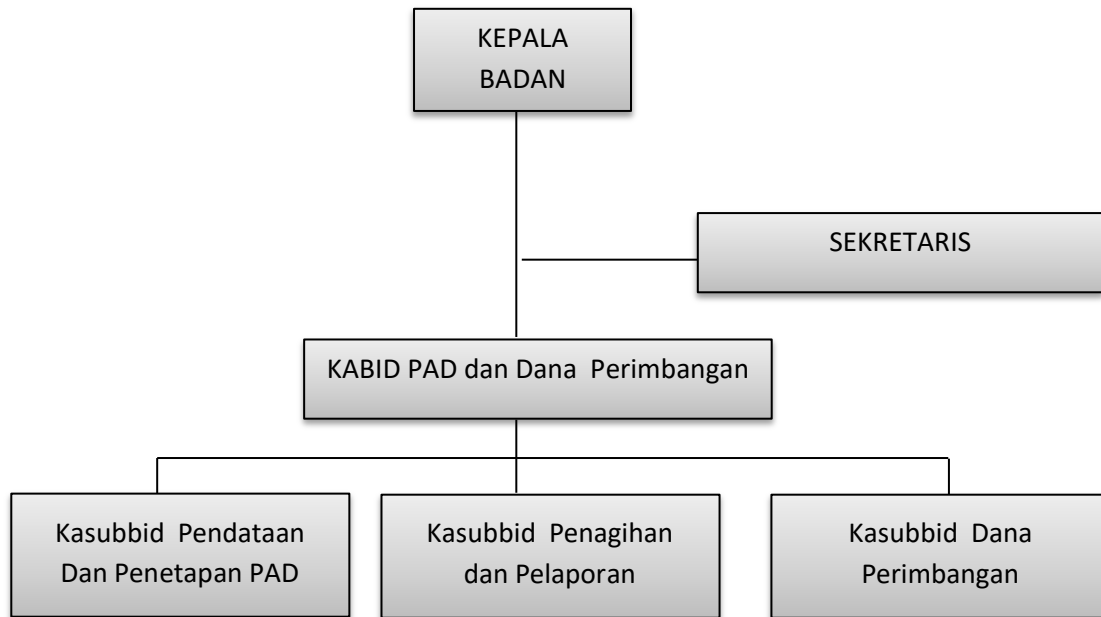 KEPALA
BADAN
SEKRETARIS
KABID PAD dan Dana Perimbangan
Kasubbid Pendataan
Dan Penetapan PAD
Kasubbid Penagihan
dan Pelaporan
Kasubbid Dana
Perimbangan